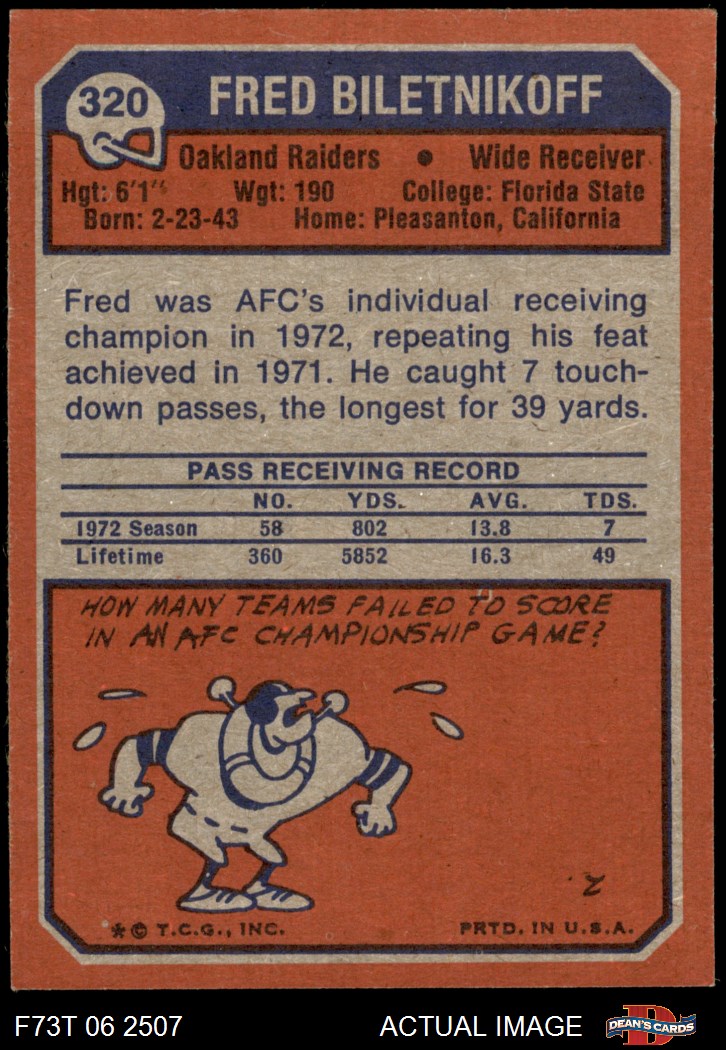 320
FRED BILETNIKOFF
Oakland Raiders • Wide Receiver
Hgt: 6'1" Wgt: 190 College: Florida State
Born: 2-23-43 Home: Pleasanton, California
Fred was AFC's individual receiving
champion in 1972, repeating his feat
achieved in 1971. He caught 7 touch-
down passes, the longest for 39 yards.
PASS RECEIVING RECORD
NO. YDS. AVG. TDS.
1972 Season 58 802 13.8 7
Lifetime 360 5852 16.3 49
HOW MANY TEAMS FAILED TO SCORE
IN AN AFC CHAMPIONSHIP GAME?
2
* © T.C.G., INC. PRTD. IN U.S.A.
F73T 06 2507 ACTUAL IMAGE D DEAN'S CARDS